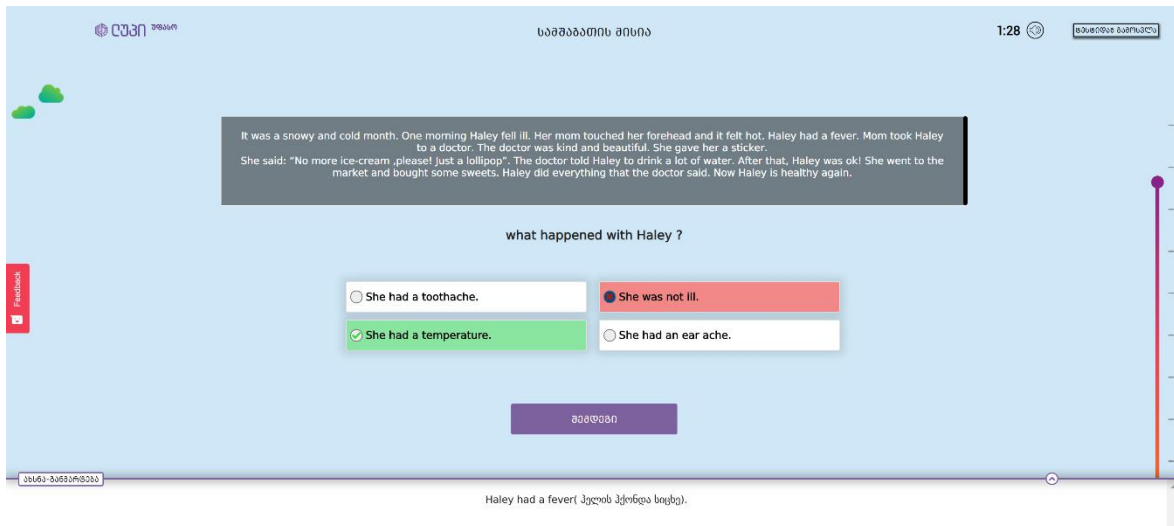 ლუპი უფასო
საშაბათის მისია
1:28
ტესტიდან გამოსვლა
It was a snowy and cold month. One morning Haley fell ill. Her mom touched her forehead and it felt hot. Haley had a fever. Mom took Haley
to a doctor. The doctor was kind and beautiful. She gave her a sticker.
She said: “No more ice-cream ,please! Just a lollipop”. The doctor told Haley to drink a lot of water. After that, Haley was ok! She went to the
market and bought some sweets. Haley did everything that the doctor said. Now Haley is healthy again.
what happened with Haley ?
Feedback
She had a toothache.
She was not ill.
She had a temperature.
She had an ear ache.
შემდეგი
ახსნა-განმარტება
Haley had a fever( ჰელის ჰქონდა სიცხე).